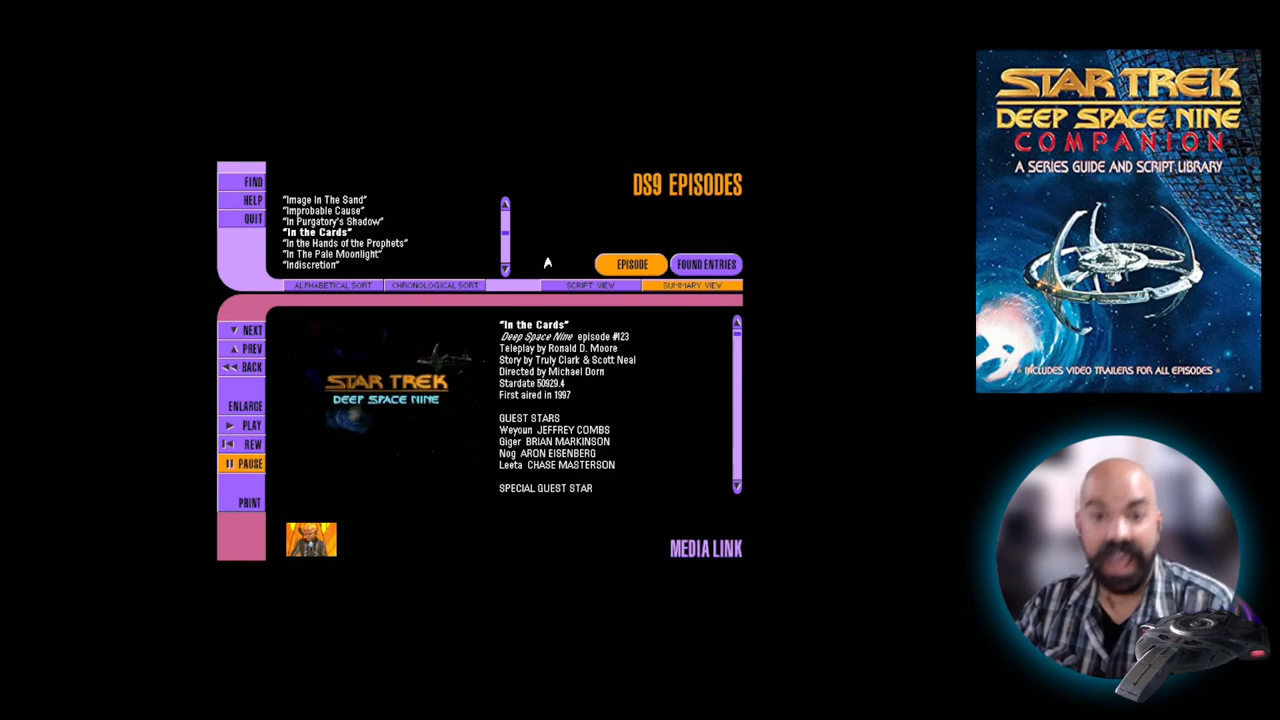 FIND
HELP
QUIT
"Image In The Sand"
"Improbable Cause"
"In Purgatory's Shadow"
"In the Cards"
"In the Hands of the Prophets"
"In The Pale Moonlight"
"Indiscretion"
DS9 EPISODES
EPISODE
FOUND ENTRIES
ALPHABETICAL SORT
CHRONOLOGICAL SORT
SCRIPT VIEW
SUMMARY VIEW
NEXT
PREV
BACK
ENLARGE
PLAY
REW
PAUSE
PRINT
STAR TREK
DEEP SPACE NINE
"In the Cards"
Deep Space Nine episode #123
Teleplay by Ronald D. Moore
Story by Truly Clark & Scott Neal
Directed by Michael Dorn
Stardate 50929.4
First aired in 1997
GUEST STARS
Weyoun JEFFREY COMBS
Giger BRIAN MARKINSON
Nog ARON EISENBERG
Leeta CHASE MASTERSON
SPECIAL GUEST STAR
MEDIA LINK
STAR TREK
DEEP SPACE NINE
COMPANION
A SERIES GUIDE AND SCRIPT LIBRARY
* INCLUDES VIDEO TRAILERS FOR ALL EPISODES *